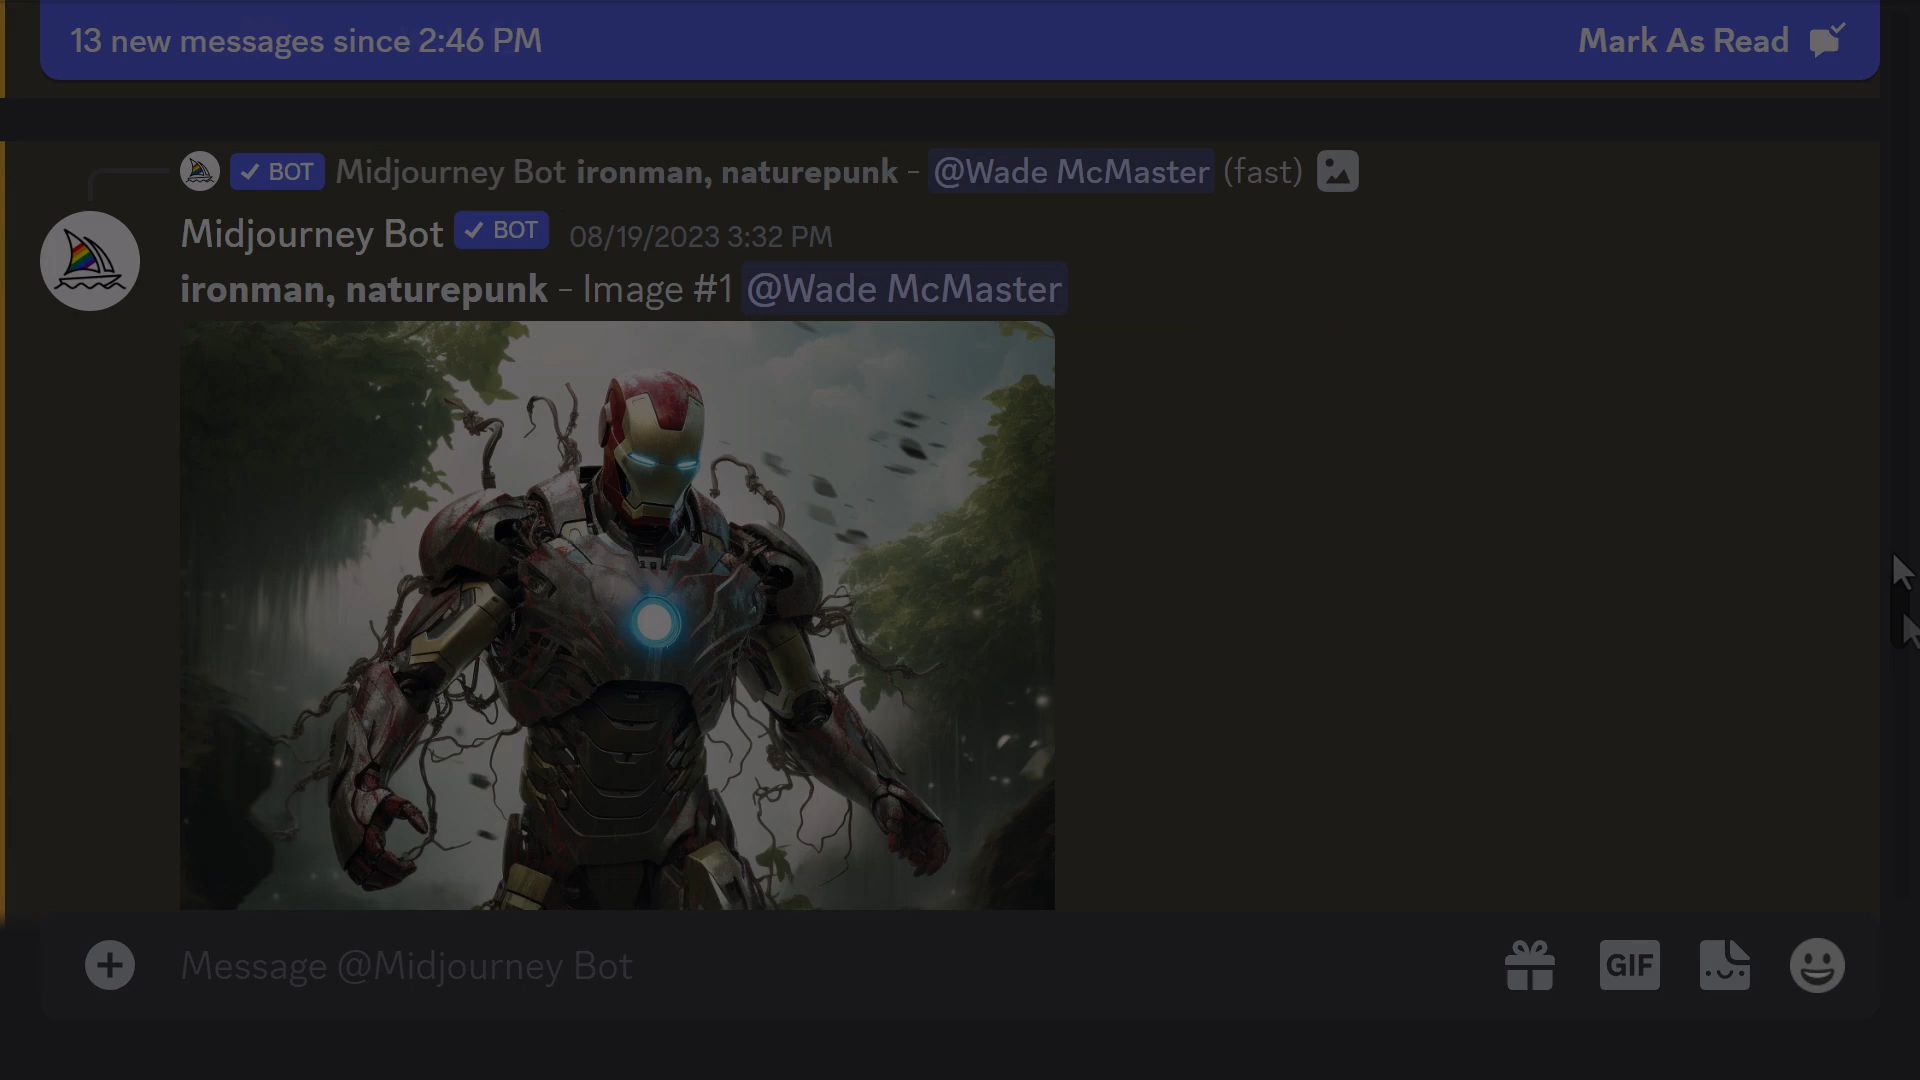 13 new messages since 2:46 PM
Mark As Read
BOT Midjourney Bot ironman, naturepunk - @Wade McMaster (fast)
Midjourney Bot BOT 08/19/2023 3:32 PM
ironman, naturepunk - Image #1 @Wade McMaster
Message @Midjourney Bot
GIF